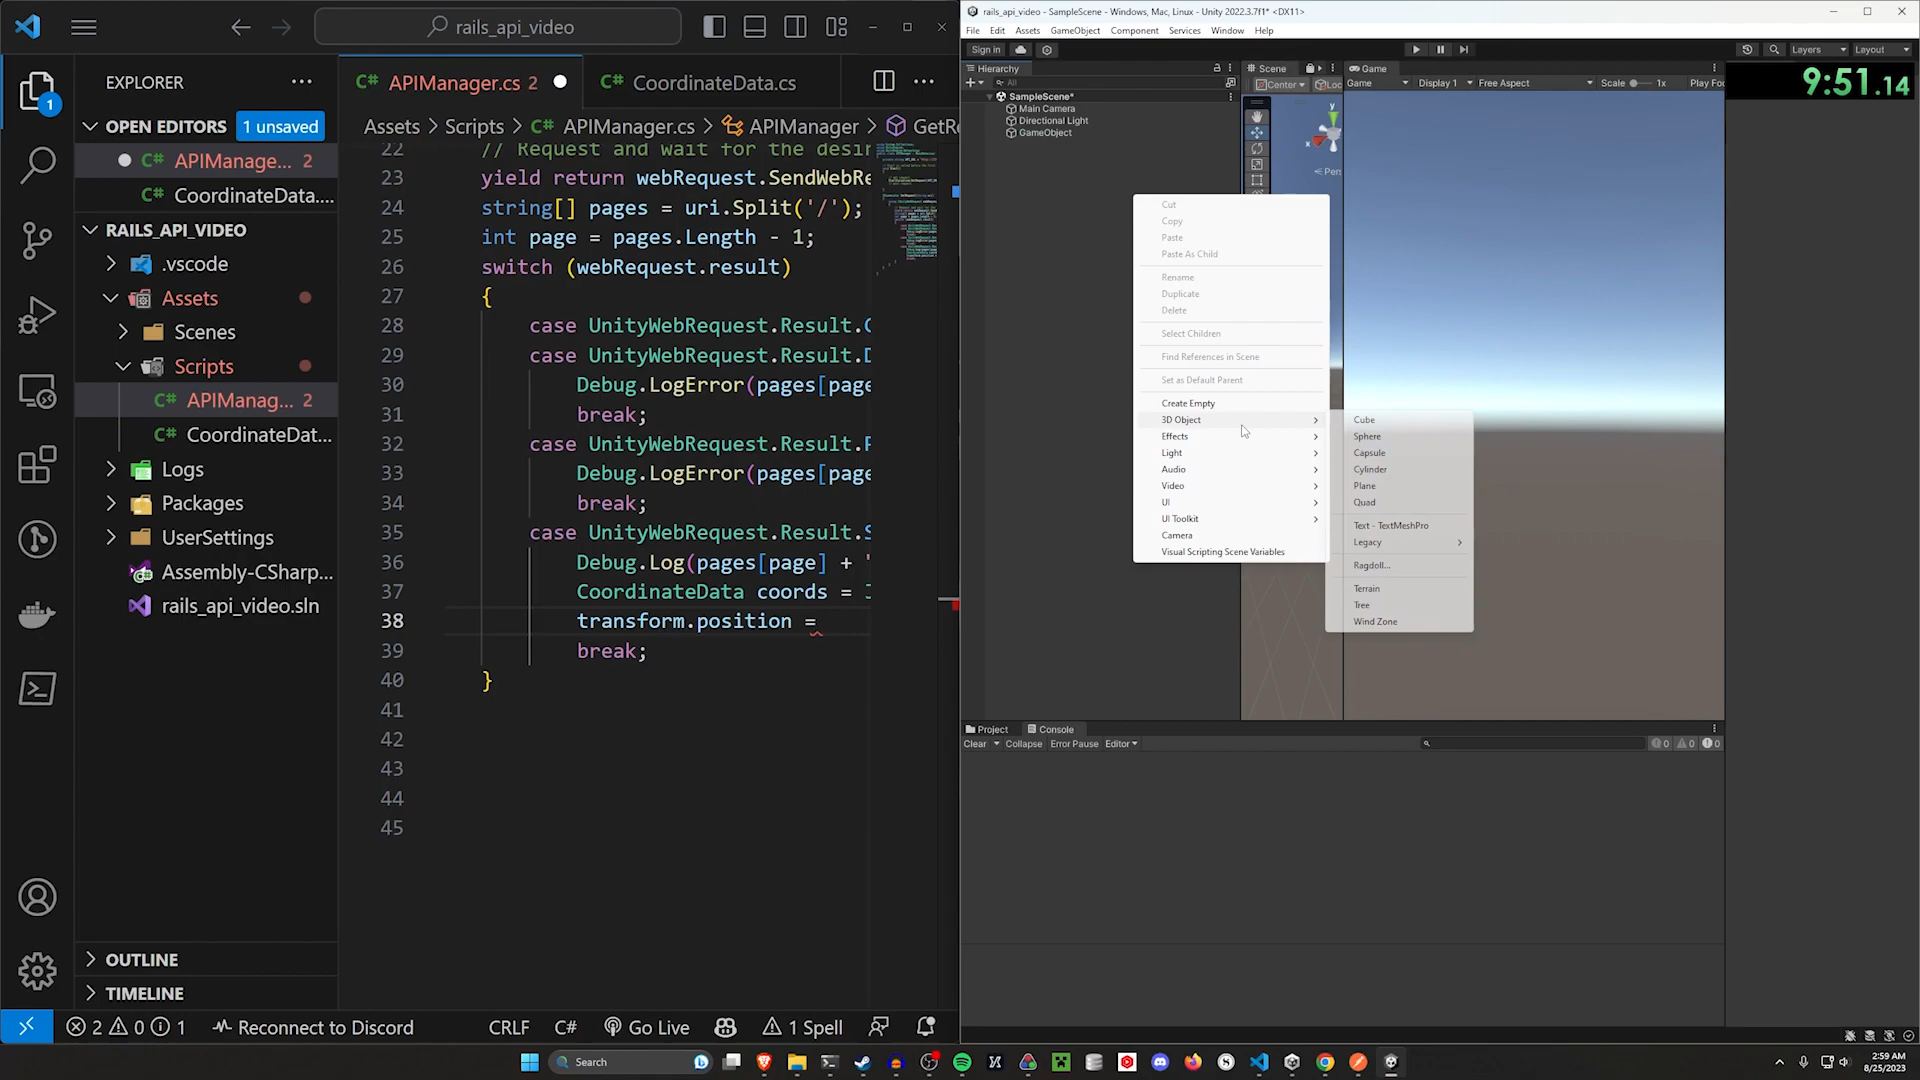 rails_api_video
EXPLORER
OPEN EDITORS
1 unsaved
C# APIManage... 2
C# CoordinateData....
RAILS_API_VIDEO
.vscode
Assets
Scenes
Scripts
C# APIManag... 2
C# CoordinateDat...
Logs
Packages
UserSettings
Assembly-CSharp...
rails_api_video.sln
OUTLINE
TIMELINE
1
C# APIManager.cs 2
C# CoordinateData.cs
Assets > Scripts > C# APIManager.cs > APIManager > GetRe
22 // Request and wait for the desir
23 yield return webRequest.SendWebRe
24 string[] pages = uri.Split('/');
25 int page = pages.Length - 1;
26 switch (webRequest.result)
27 {
28 case UnityWebRequest.Result.C
29 case UnityWebRequest.Result.D
30 Debug.LogError(pages[page
31 break;
32 case UnityWebRequest.Result.P
33 Debug.LogError(pages[page
34 break;
35 case UnityWebRequest.Result.S
36 Debug.Log(pages[page] + '
37 CoordinateData coords = J
38 transform.position =
39 break;
40 }
41
42
43
44
45
2 0 1 Reconnect to Discord CRLF C# Go Live 1 Spell
rails_api_video - SampleScene - Windows, Mac, Linux - Unity 2022.3.7f1* <DX11>
File Edit Assets GameObject Component Services Window Help
Sign in
Layers Layout
Hierarchy
All
SampleScene*
Main Camera
Directional Light
GameObject
Scene
Center Loc
y
x
Pers
Game
Game Display 1 Free Aspect Scale 1x Play Fo
9:51.14
Cut
Copy
Paste
Paste As Child
Rename
Duplicate
Delete
Select Children
Find References in Scene
Set as Default Parent
Create Empty
3D Object
Effects
Light
Audio
Video
UI
UI Toolkit
Camera
Visual Scripting Scene Variables
Cube
Sphere
Capsule
Cylinder
Plane
Quad
Text - TextMeshPro
Legacy
Ragdoll...
Terrain
Tree
Wind Zone
Project Console
Clear Collapse Error Pause Editor
0 0 0
Search
2:59 AM
8/25/2023